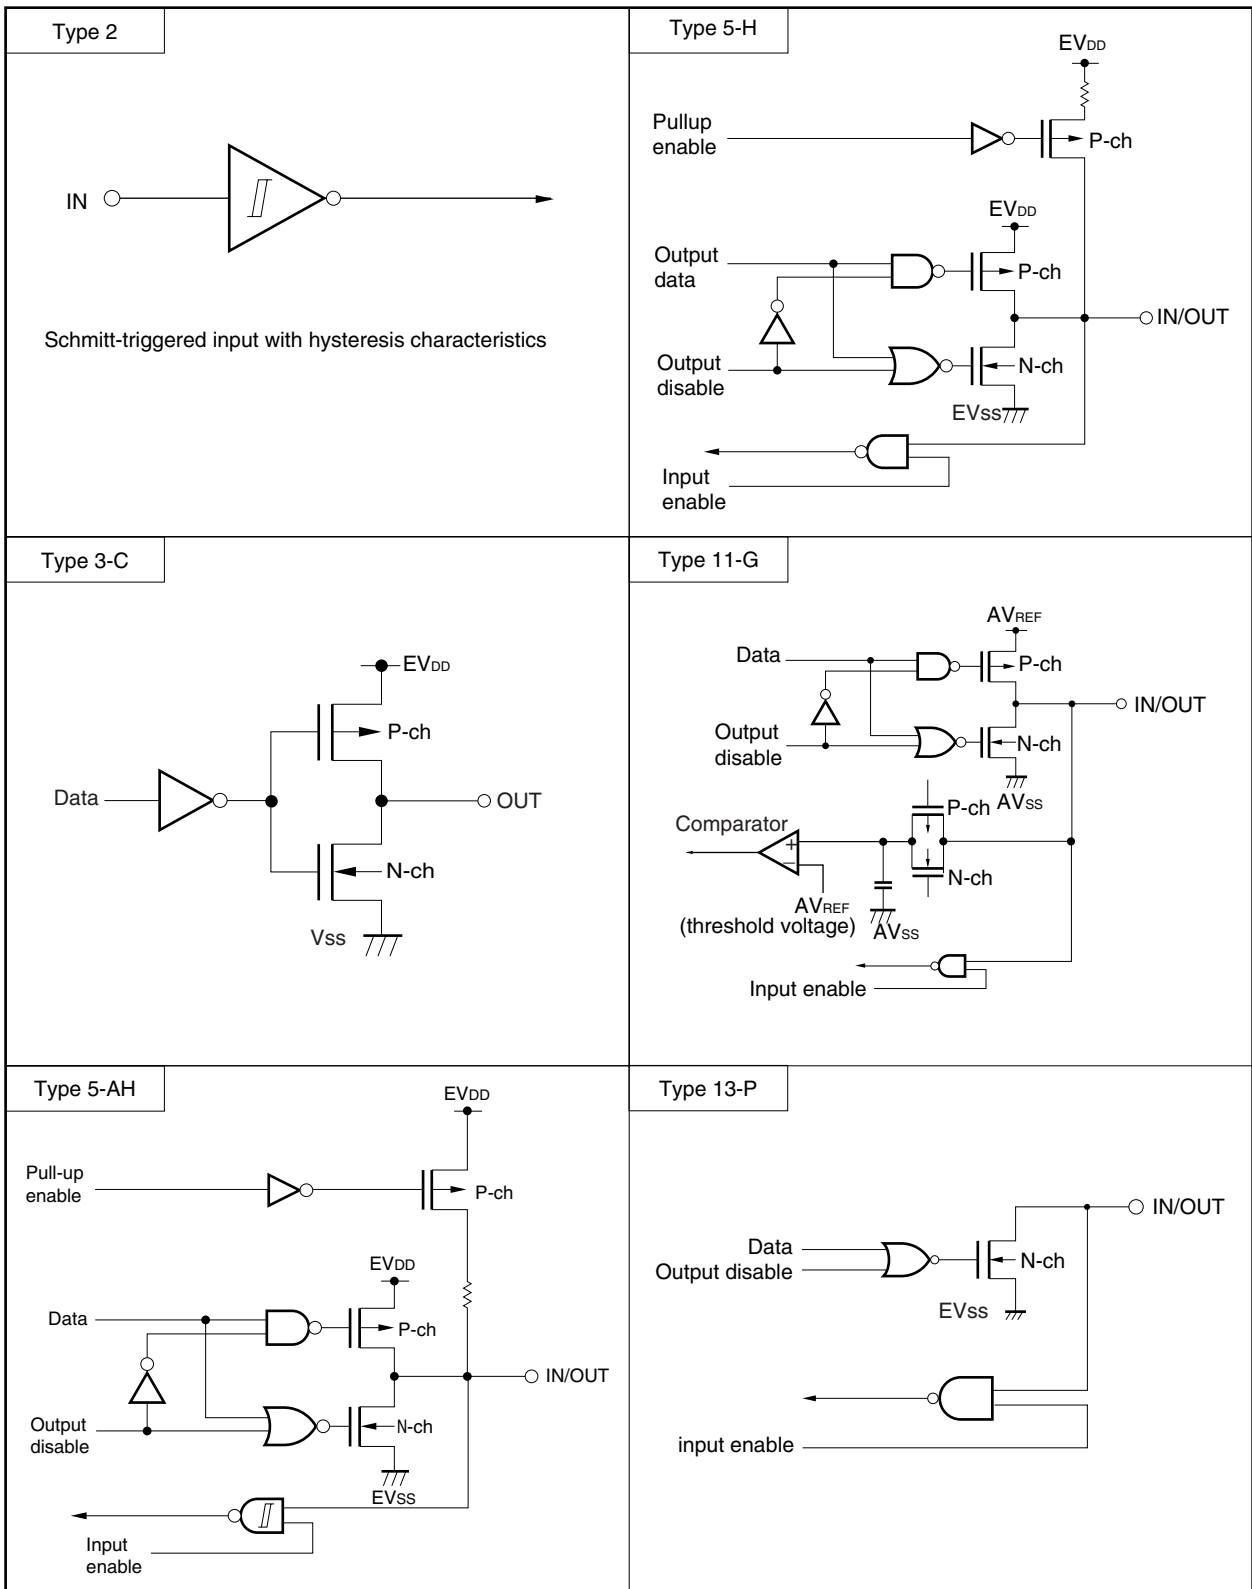 Type 2
IN
Schmitt-triggered input with hysteresis characteristics
Type 5-H
EVDD
Pullup
enable
P-ch
EVDD
Output
data
P-ch
IN/OUT
Output
disable
N-ch
EVSS
Input
enable
Type 3-C
EVDD
P-ch
Data
OUT
N-ch
VSS
Type 11-G
AVREF
Data
P-ch
IN/OUT
Output
disable
N-ch
AVSS
P-ch
Comparator
+
–
N-ch
AVREF
(threshold voltage)
AVSS
Input enable
Type 5-AH
EVDD
Pull-up
enable
P-ch
EVDD
Data
P-ch
IN/OUT
Output
disable
N-ch
EVSS
Input
enable
Type 13-P
IN/OUT
Data
Output disable
N-ch
EVSS
input enable